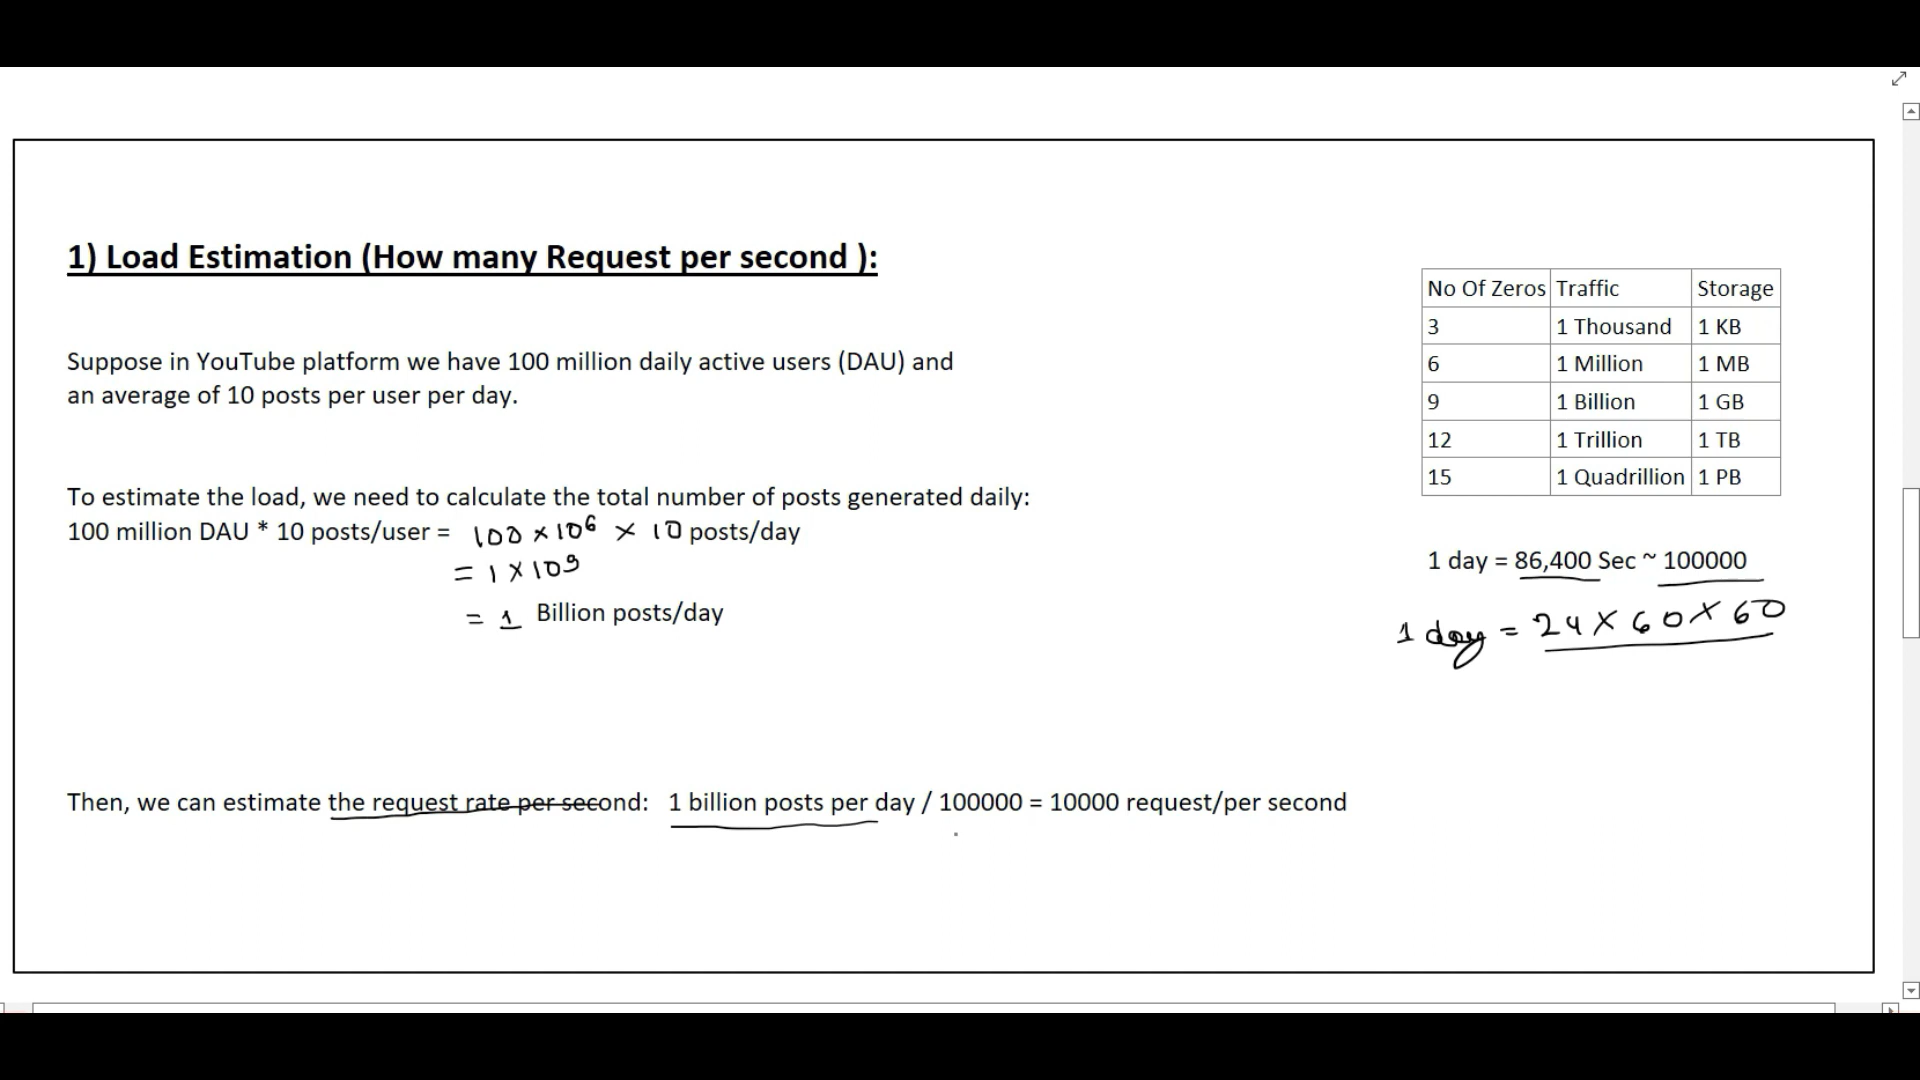 1) Load Estimation (How many Request per second ):
Suppose in YouTube platform we have 100 million daily active users (DAU) and
an average of 10 posts per user per day.
To estimate the load, we need to calculate the total number of posts generated daily:
100 million DAU * 10 posts/user = 100 × 10⁶ × 10 posts/day
= 1 × 10⁹
= 1 Billion posts/day
Then, we can estimate the request rate per second: 1 billion posts per day / 100000 = 10000 request/per second
No Of Zeros Traffic Storage
3 1 Thousand 1 KB
6 1 Million 1 MB
9 1 Billion 1 GB
12 1 Trillion 1 TB
15 1 Quadrillion 1 PB
1 day = 86,400 Sec ~ 100000
1 day = 24 × 60 × 60